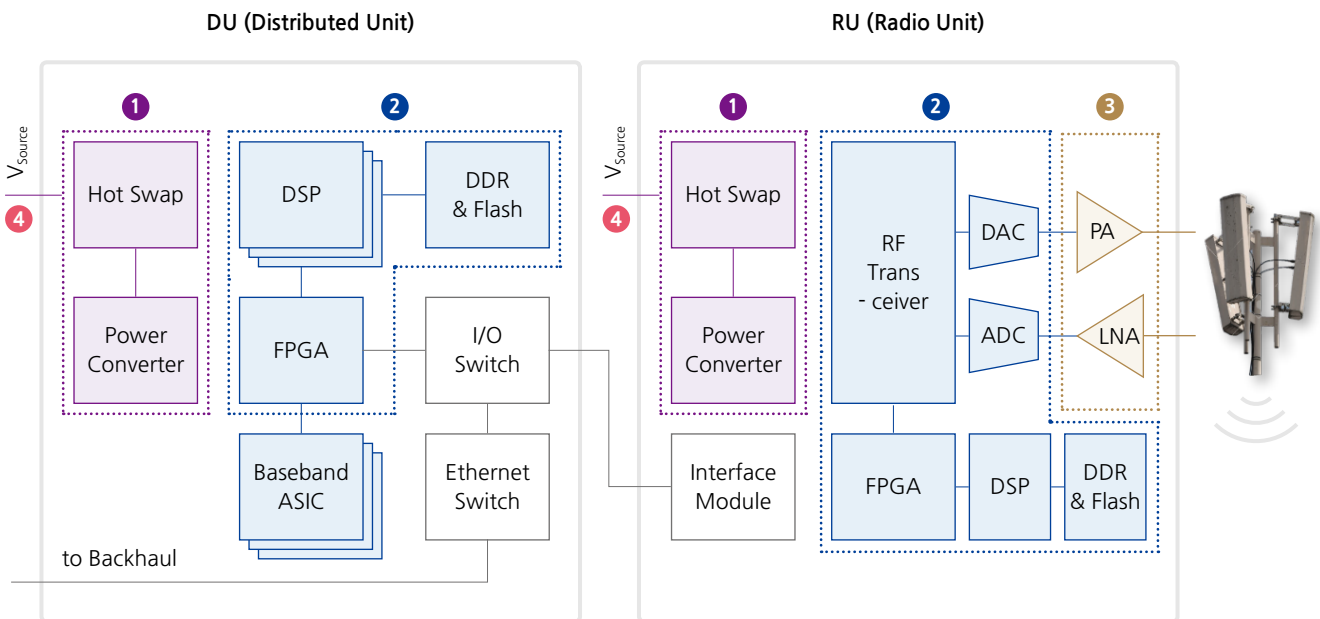 DU (Distributed Unit)
RU (Radio Unit)
1
2
1
2
3
VSource
4
Hot Swap
DSP
DDR
& Flash
Power
Converter
FPGA
I/O
Switch
Baseband
ASIC
Ethernet
Switch
to Backhaul
VSource
4
Hot Swap
Power
Converter
Interface
Module
RF
Trans
- ceiver
DAC
ADC
PA
LNA
FPGA
DSP
DDR
& Flash